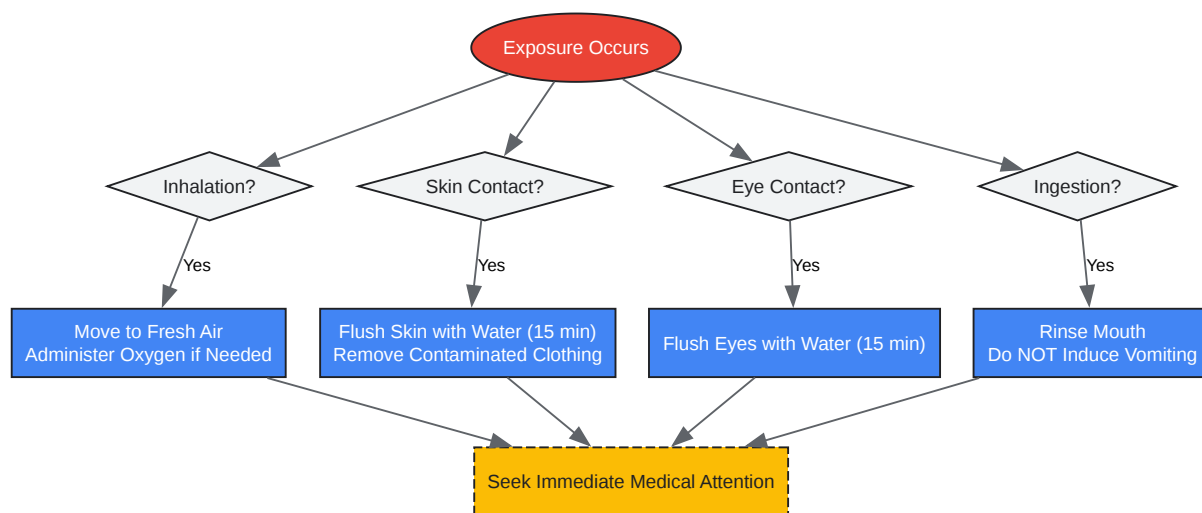 Exposure Occurs
Inhalation?
Skin Contact?
Eye Contact?
Ingestion?
Yes
Yes
Yes
Yes
Move to Fresh Air
Administer Oxygen if Needed
Flush Skin with Water (15 min)
Remove Contaminated Clothing
Flush Eyes with Water (15 min)
Rinse Mouth
Do NOT Induce Vomiting
Seek Immediate Medical Attention